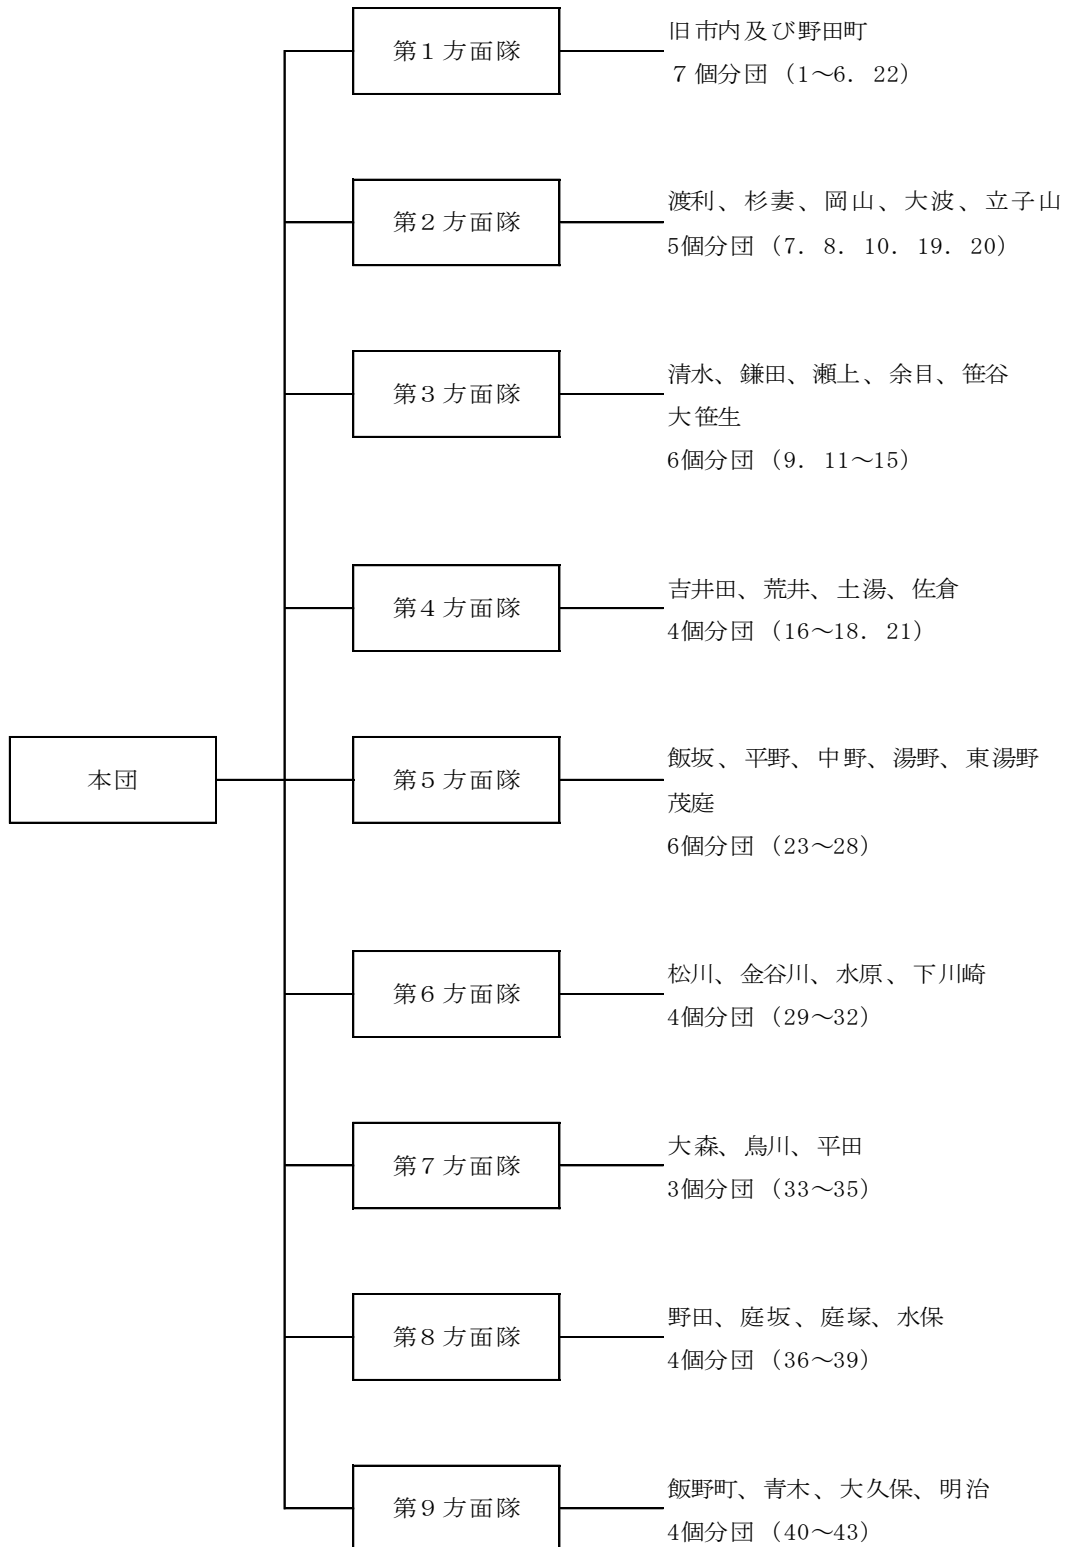 第1方面隊
旧市内及び野田町
7個分団（1～6．22）
第2方面隊
渡利、杉妻、岡山、大波、立子山
5個分団（7．8．10．19．20）
第3方面隊
清水、鎌田、瀬上、余目、笹谷
大笹生
6個分団（9．11～15）
第4方面隊
吉井田、荒井、土湯、佐倉
4個分団（16～18．21）
本団
第5方面隊
飯坂、平野、中野、湯野、東湯野
茂庭
6個分団（23～28）
第6方面隊
松川、金谷川、水原、下川崎
4個分団（29～32）
第7方面隊
大森、鳥川、平田
3個分団（33～35）
第8方面隊
野田、庭坂、庭塚、水保
4個分団（36～39）
第9方面隊
飯野町、青木、大久保、明治
4個分団（40～43）